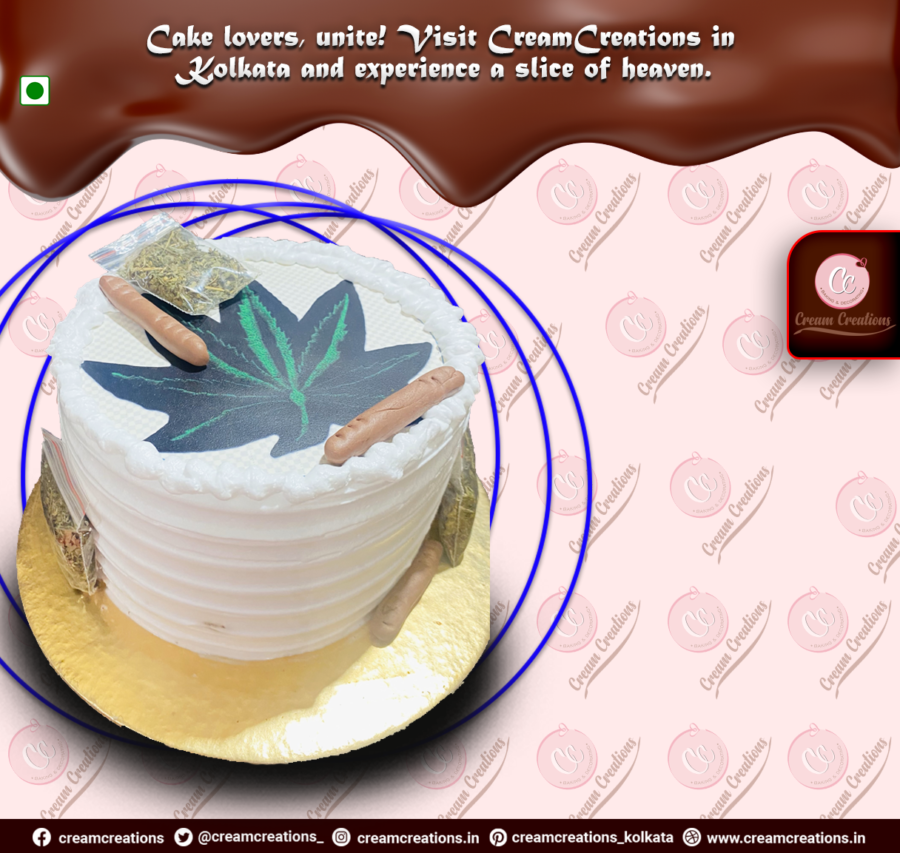 Cake lovers, unite! Visit CreamCreations in
Kolkata and experience a slice of heaven.
Cc
Cream Creations
creamcreations @creamcreations_ creamcreations.in creamcreations_kolkata www.creamcreations.in